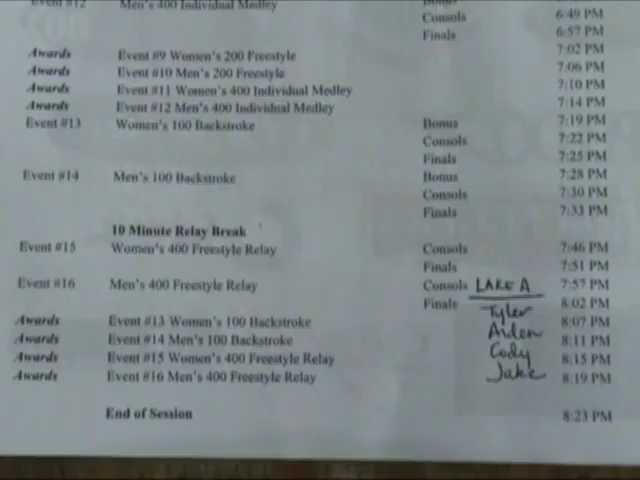 Event #12 Men's 400 Individual Medley Bonus
Consols 6:49 PM
Finals 6:57 PM
7:02 PM
Awards Event #9 Women's 200 Freestyle 7:06 PM
Awards Event #10 Men's 200 Freestyle 7:10 PM
Awards Event #11 Women's 400 Individual Medley 7:14 PM
Awards Event #12 Men's 400 Individual Medley
Event #13 Women's 100 Backstroke Bonus 7:19 PM
Consols 7:22 PM
Finals 7:25 PM
Event #14 Men's 100 Backstroke Bonus 7:28 PM
Consols 7:30 PM
Finals 7:33 PM
10 Minute Relay Break
Event #15 Women's 400 Freestyle Relay Consols 7:46 PM
Finals 7:51 PM
Event #16 Men's 400 Freestyle Relay Consols LAKE A 7:57 PM
Finals Tyler 8:02 PM
Awards Event #13 Women's 100 Backstroke Aiden 8:07 PM
Awards Event #14 Men's 100 Backstroke Cody 8:11 PM
Awards Event #15 Women's 400 Freestyle Relay Jake 8:15 PM
Awards Event #16 Men's 400 Freestyle Relay 8:19 PM
End of Session 8:23 PM